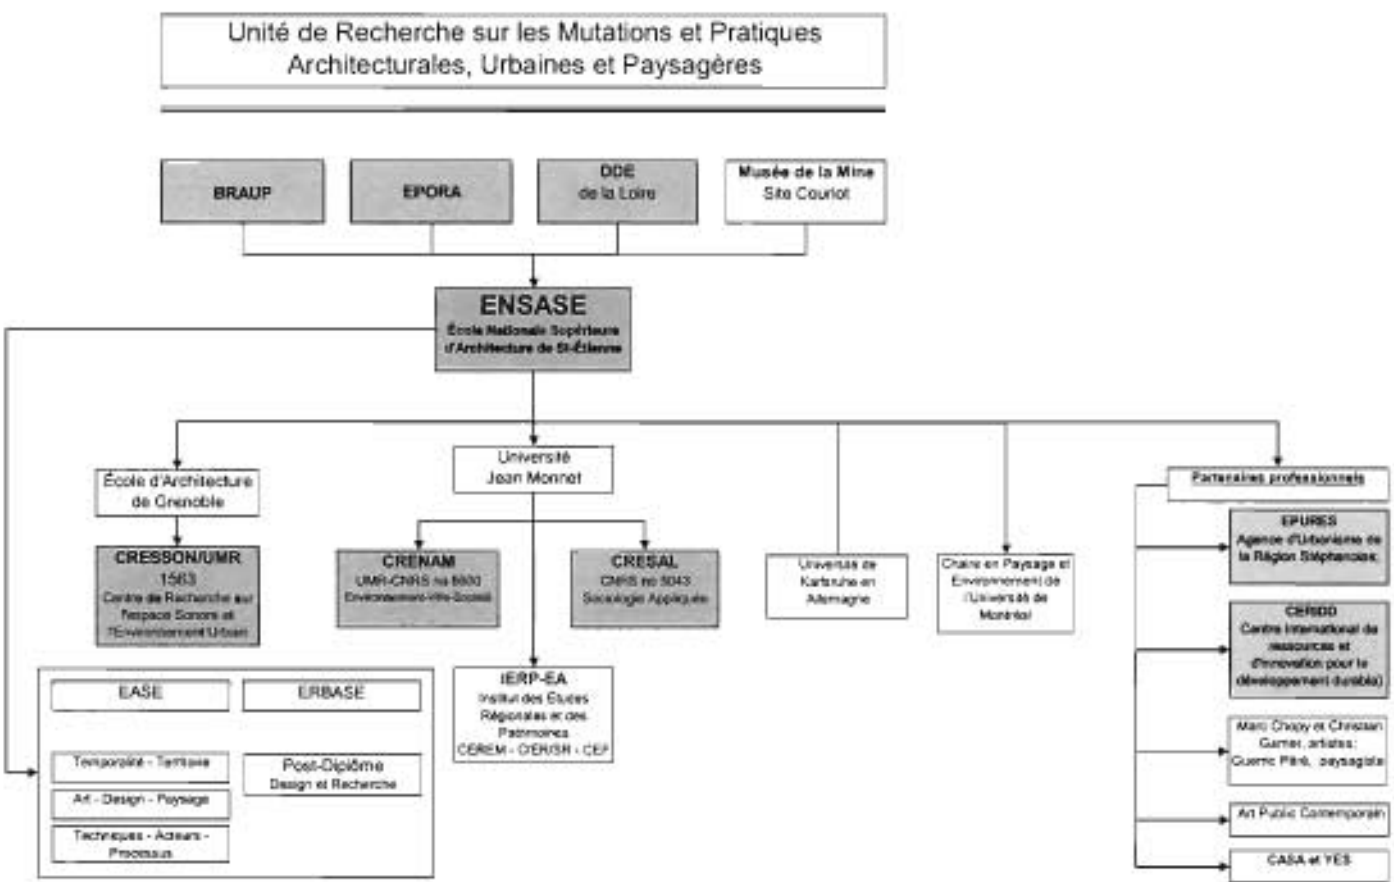 Unité de Recherche sur les Mutations et Pratiques
Architecturales, Urbaines et Paysagères
BRAUP
EPORA
DDE
de la Loire
Musée de la Mine
Site Couriot
ENSASE
École Nationale Supérieure
d'Architecture de St-Étienne
École d'Architecture
de Grenoble
Université
Jean Monnet
Partenaires professionnels
CRESSON/UMR
1563
Centre de Recherche sur
l'espace Sonore et
l'Environnement Urbain
CRENAM
UMR-CNRS no 5600
Environnement-Ville-Société
CRESAL
CNRS no 5043
Sociologie Appliquée
Université de
Karlsruhe en
Allemagne
Chaire en Paysage et
Environnement de
l'Université de
Montréal
EPURES
Agence d'Urbanisme de
la Région Stéphanoise;
CERIDD
Centre international de
ressources et
d'innovation pour le
développement durable)
IERP-EA
Institut des Études
Régionales et des
Patrimoines
CEREM - CIER/SR - CEP
EASE
ERBASE
Temporalité - Territoire
Art - Design - Paysage
Techniques - Acteurs -
Processus
Post-Diplôme
Design et Recherche
Marc Chopy et Christian
artistes;
paysagiste
Art Public Contemporain
CASA et YES